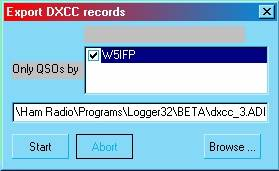 Export DXCC records
W5IFP
Only QSOs by
\Ham Radio\Programs\Logger32\BETA\dxcc_3.ADI
Start
Abort
Browse ...